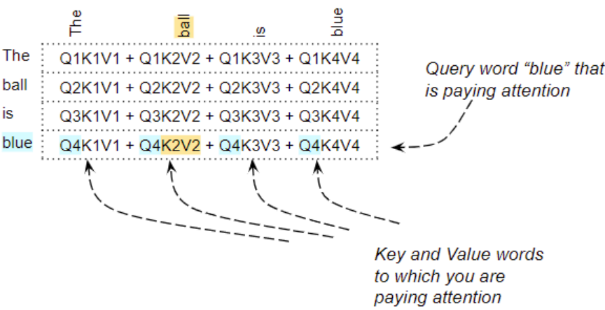 The ball is blue
The Q1K1V1 + Q1K2V2 + Q1K3V3 + Q1K4V4
ball Q2K1V1 + Q2K2V2 + Q2K3V3 + Q2K4V4
is Q3K1V1 + Q3K2V2 + Q3K3V3 + Q3K4V4
blue Q4K1V1 + Q4K2V2 + Q4K3V3 + Q4K4V4
Query word “blue” that
is paying attention
Key and Value words
to which you are
paying attention